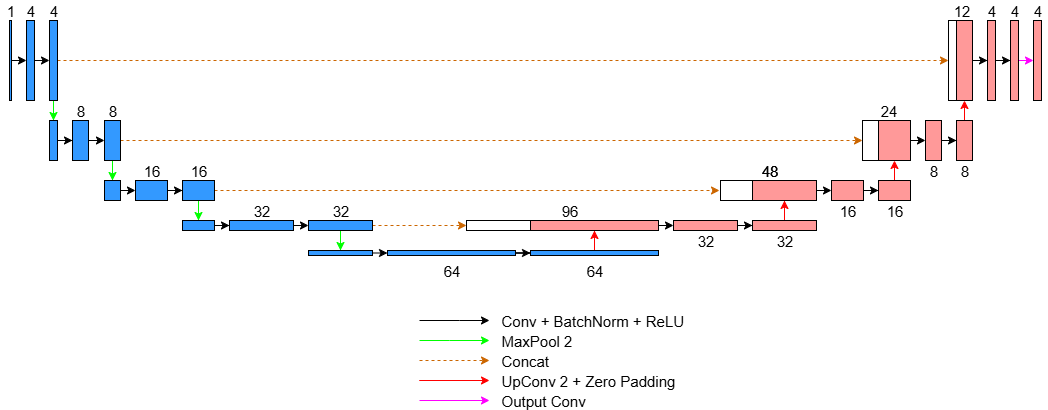 1 4 4 12 4 4 4
8 8 24
8 8
16 16 48
16 16
32 32 96
32 32
64 64
Conv + BatchNorm + ReLU
MaxPool 2
Concat
UpConv 2 + Zero Padding
Output Conv